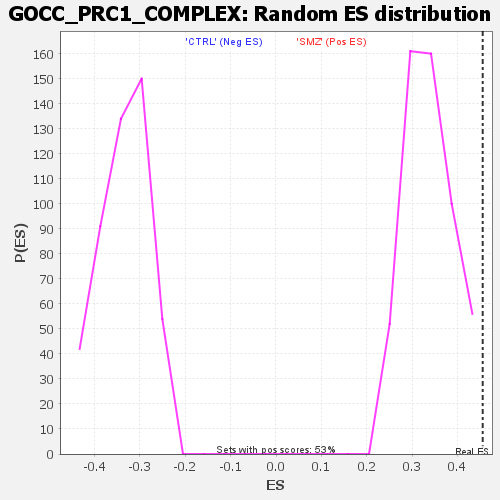 GOCC_PRC1_COMPLEX: Random ES distribution
'CTRL' (Neg ES) 'SMZ' (Pos ES)
160
150
140
130
120
110
100
90
80
70
60
50
40
30
20
10
0
P(ES)
Sets with pos scores: 53%
Real ES
-0.4 -0.3 -0.2 -0.1 0.0 0.1 0.2 0.3 0.4
ES